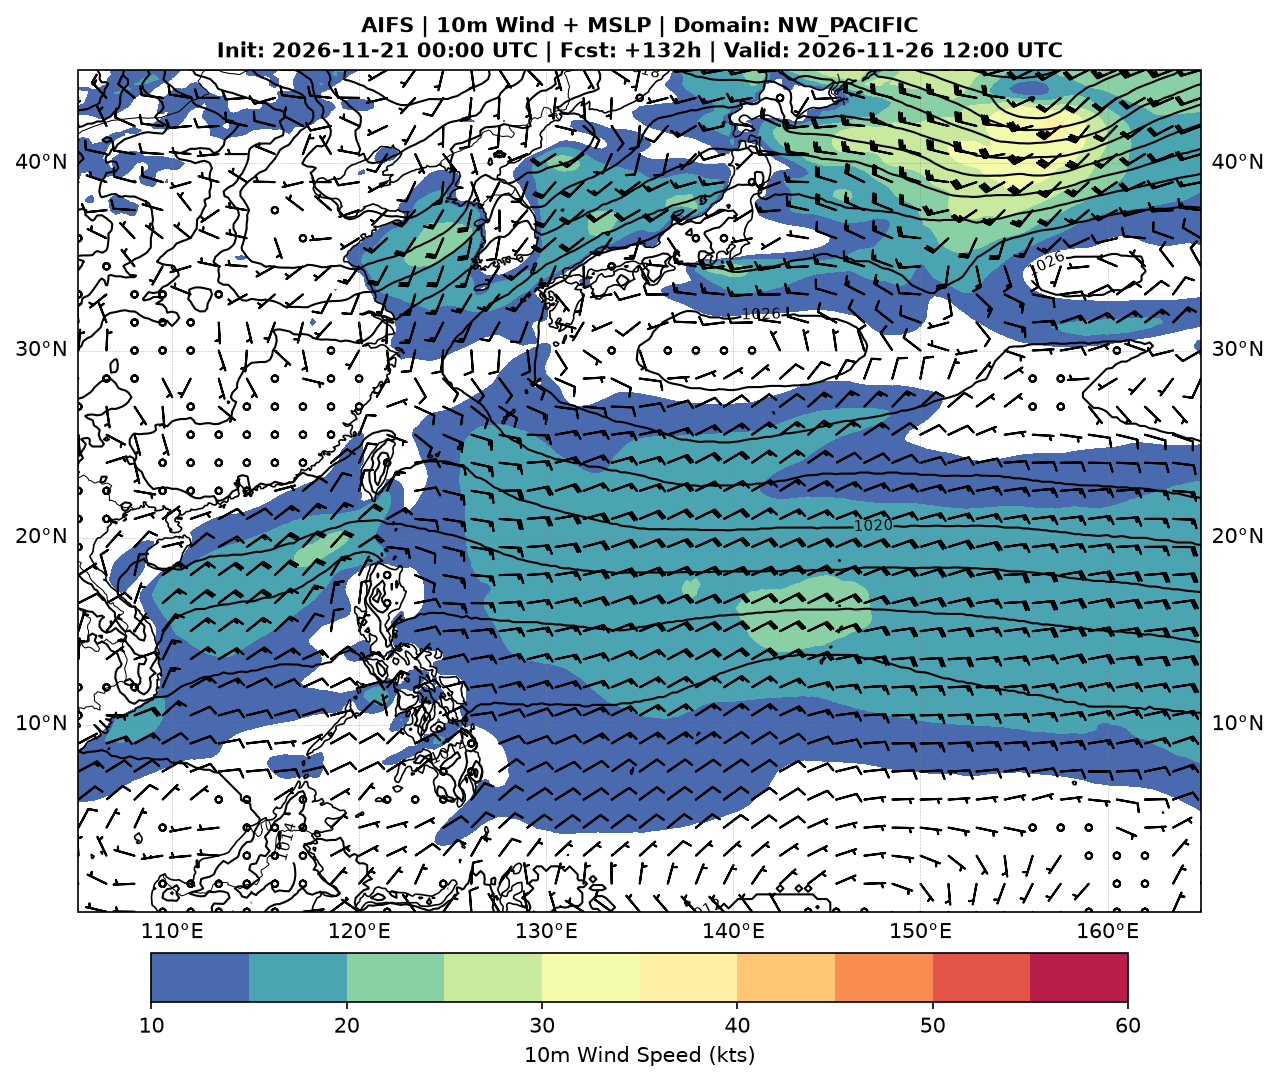 AIFS | 10m Wind + MSLP | Domain: NW_PACIFIC
Init: 2026-11-21 00:00 UTC | Fcst: +132h | Valid: 2026-11-26 12:00 UTC
40°N
40°N
1026
1026
30°N
30°N
1020
20°N
20°N
10°N
10°N
1014
110°E
120°E
130°E
140°E
150°E
160°E
10
20
30
40
50
60
10m Wind Speed (kts)